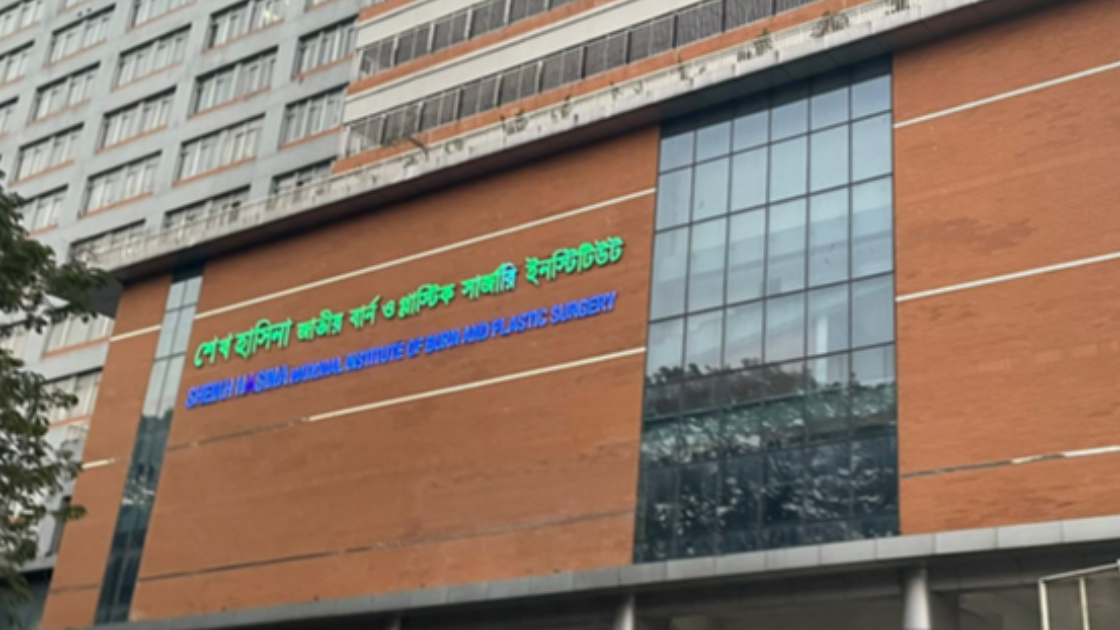 শেখ হাসিনা জাতীয় বার্ন ও প্লাস্টিক সার্জারি ইনস্টিটিউট
SHEIKH HASINA NATIONAL INSTITUTE OF BURN AND PLASTIC SURGERY